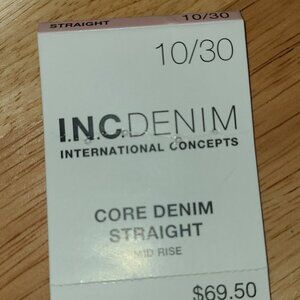 STRAIGHT 10/30
10/30
I.N.C.DENIM
INTERNATIONAL CONCEPTS
CORE DENIM
STRAIGHT
MID RISE
$69.50